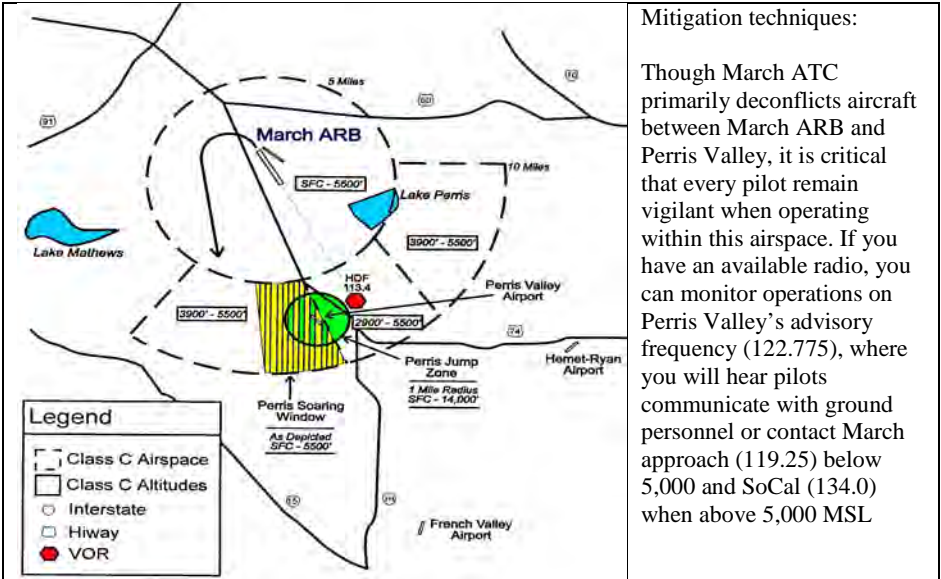 5 Miles
10
60
91
March ARB
10 Miles
SFC - 5500'
Lake Perris
Lake Mathews
3900' - 5500'
HDF
113.4
Perris Valley
Airport
3900' - 5500'
2900' - 5500'
74
Perris Jump
Zone
1 Mile Radius
SFC - 14,000'
Hemet-Ryan
Airport
Perris Soaring
Window
As Depicted
SFC - 5500'
15
French Valley
Airport
Legend
Class C Airspace
Class C Altitudes
Interstate
Hiway
VOR
Mitigation techniques:
Though March ATC
primarily deconflicts aircraft
between March ARB and
Perris Valley, it is critical
that every pilot remain
vigilant when operating
within this airspace. If you
have an available radio, you
can monitor operations on
Perris Valley’s advisory
frequency (122.775), where
you will hear pilots
communicate with ground
personnel or contact March
approach (119.25) below
5,000 and SoCal (134.0)
when above 5,000 MSL